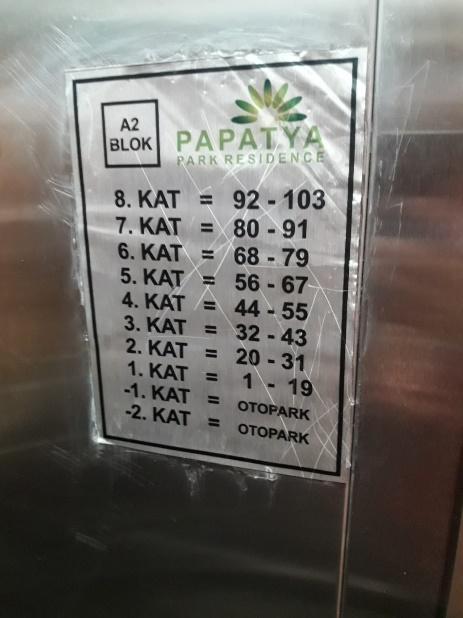 A2
BLOK
PAPATYA
PARK RESIDENCE
8. KAT = 92 - 103
7. KAT = 80 - 91
6. KAT = 68 - 79
5. KAT = 56 - 67
4. KAT = 44 - 55
3. KAT = 32 - 43
2. KAT = 20 - 31
1. KAT = 1 - 19
-1. KAT = OTOPARK
-2. KAT = OTOPARK